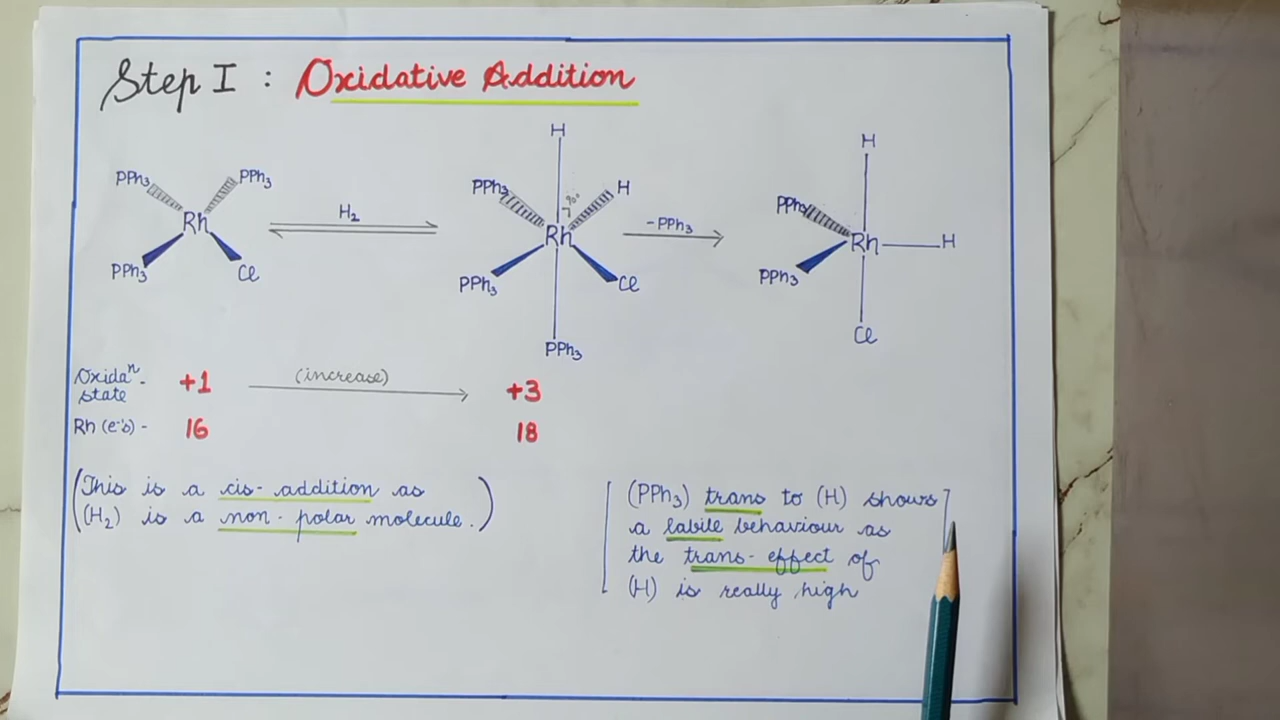 Step I : Oxidative Addition
PPh₃ PPh₃ Rh PPh₃ Cl
H₂
H PPh₃ H 90° Rh PPh₃ Cl PPh₃
-PPh₃
H PPh₃ Rh H PPh₃ Cl
Oxidaⁿ- state +1 (increase) +3
Rh (e⁻s) - 16 18
(This is a cis-addition as
(H₂) is a non-polar molecule.)
[(PPh₃) trans to (H) shows]
a labile behaviour as
the trans-effect of
(H) is really high